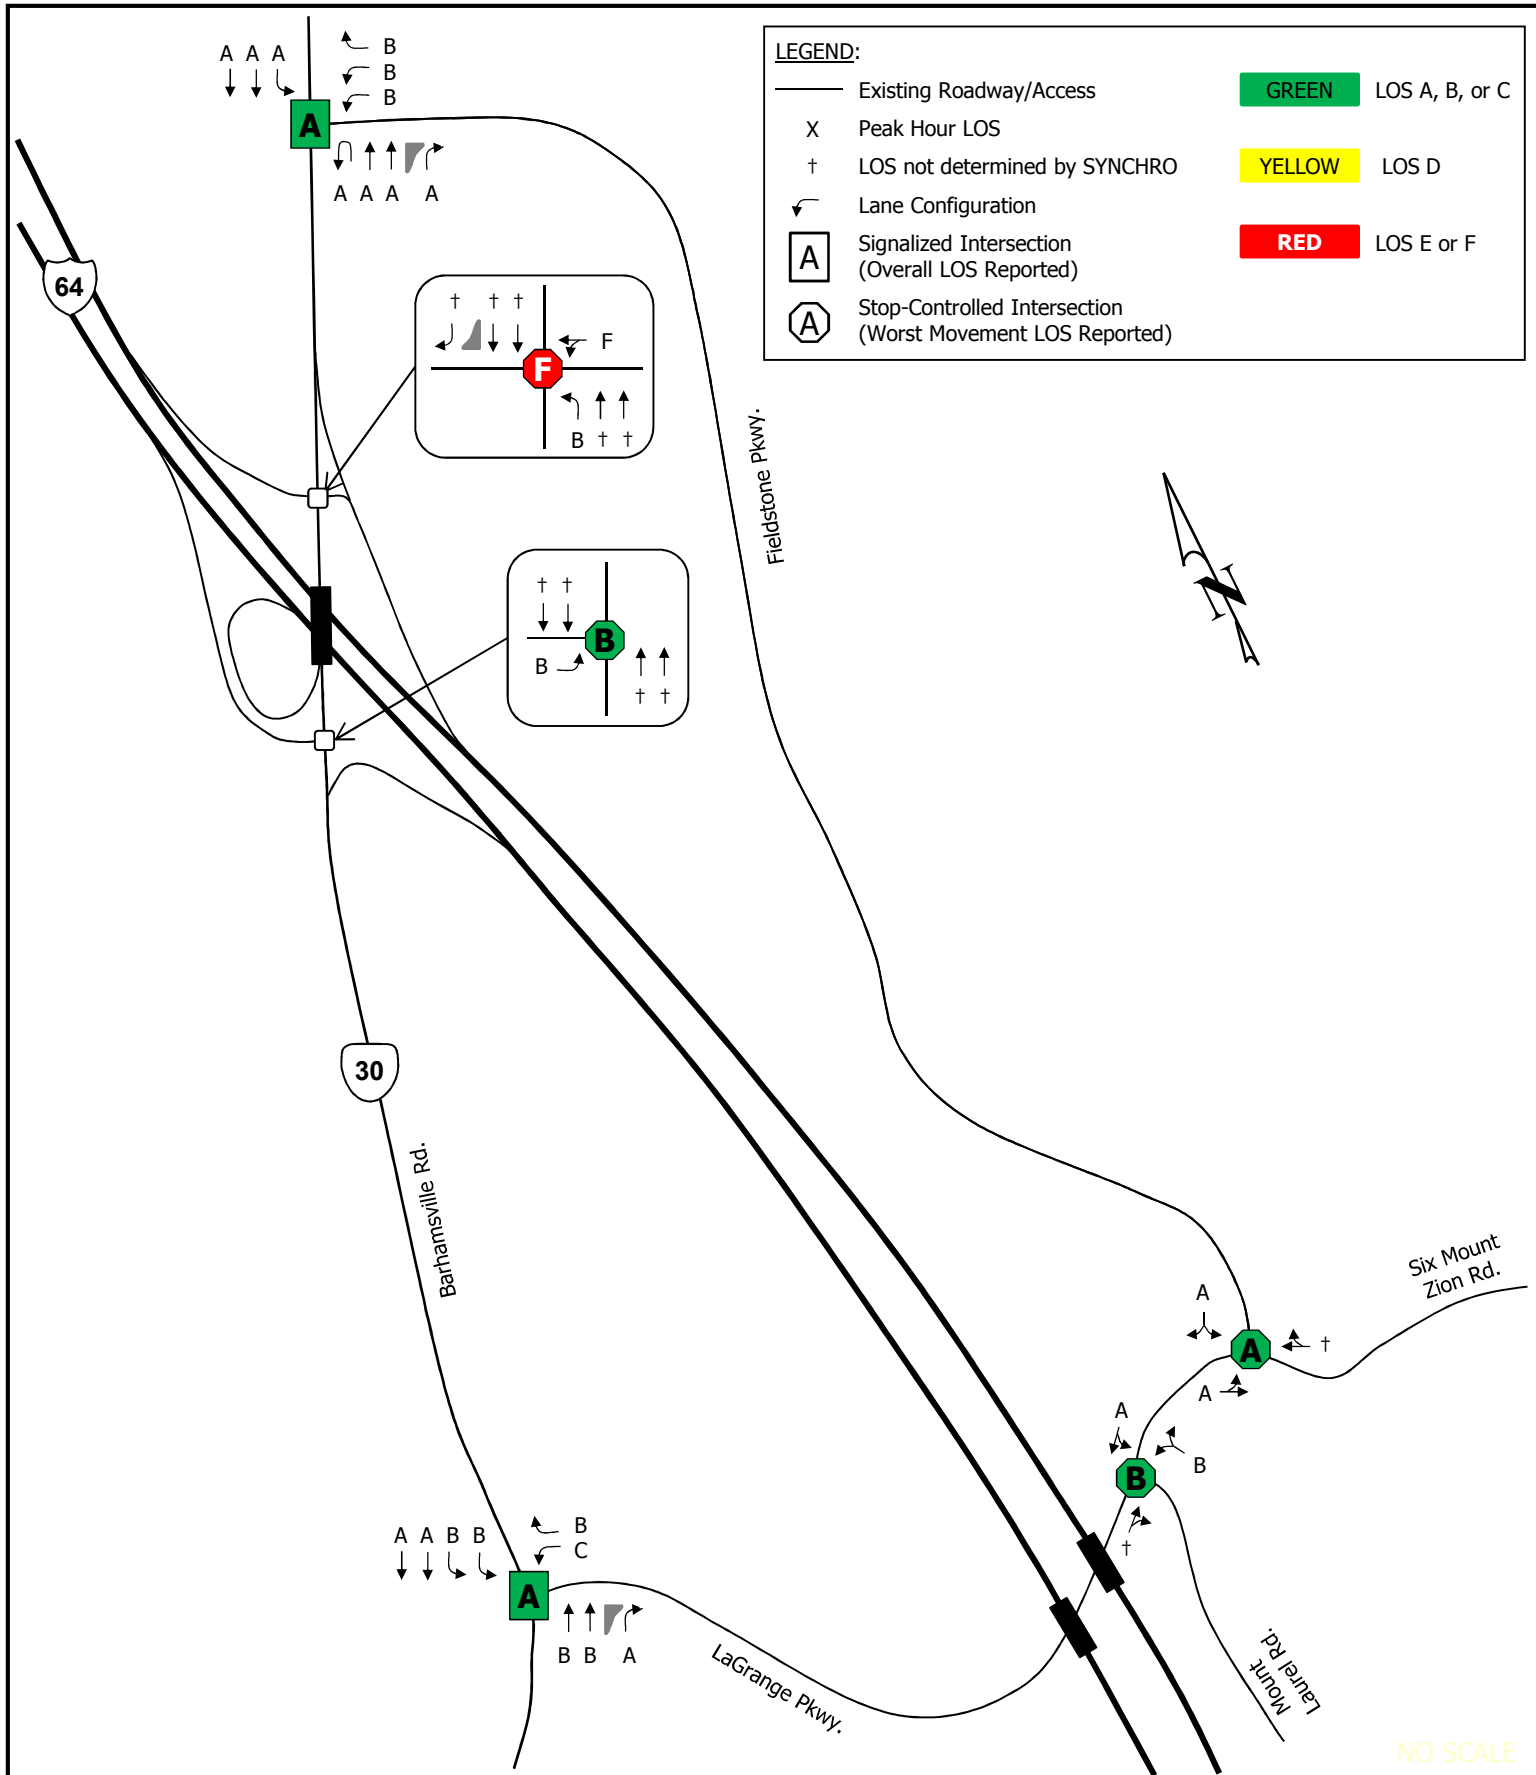 A A A
B
B
B
A
A A A A
LEGEND:
Existing Roadway/Access
X Peak Hour LOS
† LOS not determined by SYNCHRO
Lane Configuration
A Signalized Intersection
(Overall LOS Reported)
A Stop-Controlled Intersection
(Worst Movement LOS Reported)
GREEN LOS A, B, or C
YELLOW LOS D
RED LOS E or F
64
† † †
F
F
B † †
Fieldstone Pkwy.
† †
B
B
† †
N
30
Barhamsville Rd.
Six Mount
Zion Rd.
A
A
†
A
A
B
B
†
A A B B
B
C
A
B B A
LaGrange Pkwy.
Mount
Laurel Rd.
NO SCALE